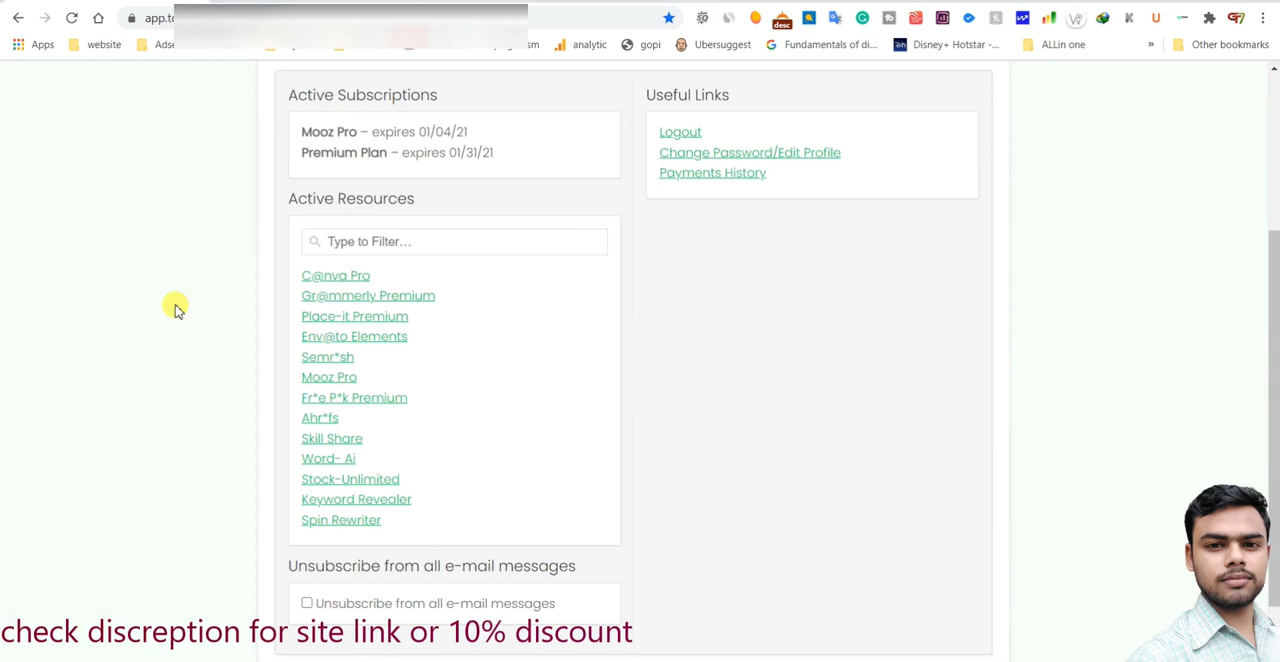 app.to
desc
Apps
website
Adse
sm
analytic
gopi
Ubersuggest
Fundamentals of di...
Disney+ Hotstar -...
ALLin one
»
Other bookmarks
Active Subscriptions
Mooz Pro – expires 01/04/21
Premium Plan – expires 01/31/21
Useful Links
Logout
Change Password/Edit Profile
Payments History
Active Resources
Type to Filter...
C@nva Pro
Gr@mmerly Premium
Place-it Premium
Env@to Elements
Semr*sh
Mooz Pro
Fr*e P*k Premium
Ahr*fs
Skill Share
Word- Ai
Stock-Unlimited
Keyword Revealer
Spin Rewriter
Unsubscribe from all e-mail messages
Unsubscribe from all e-mail messages
check discreption for site link or 10% discount